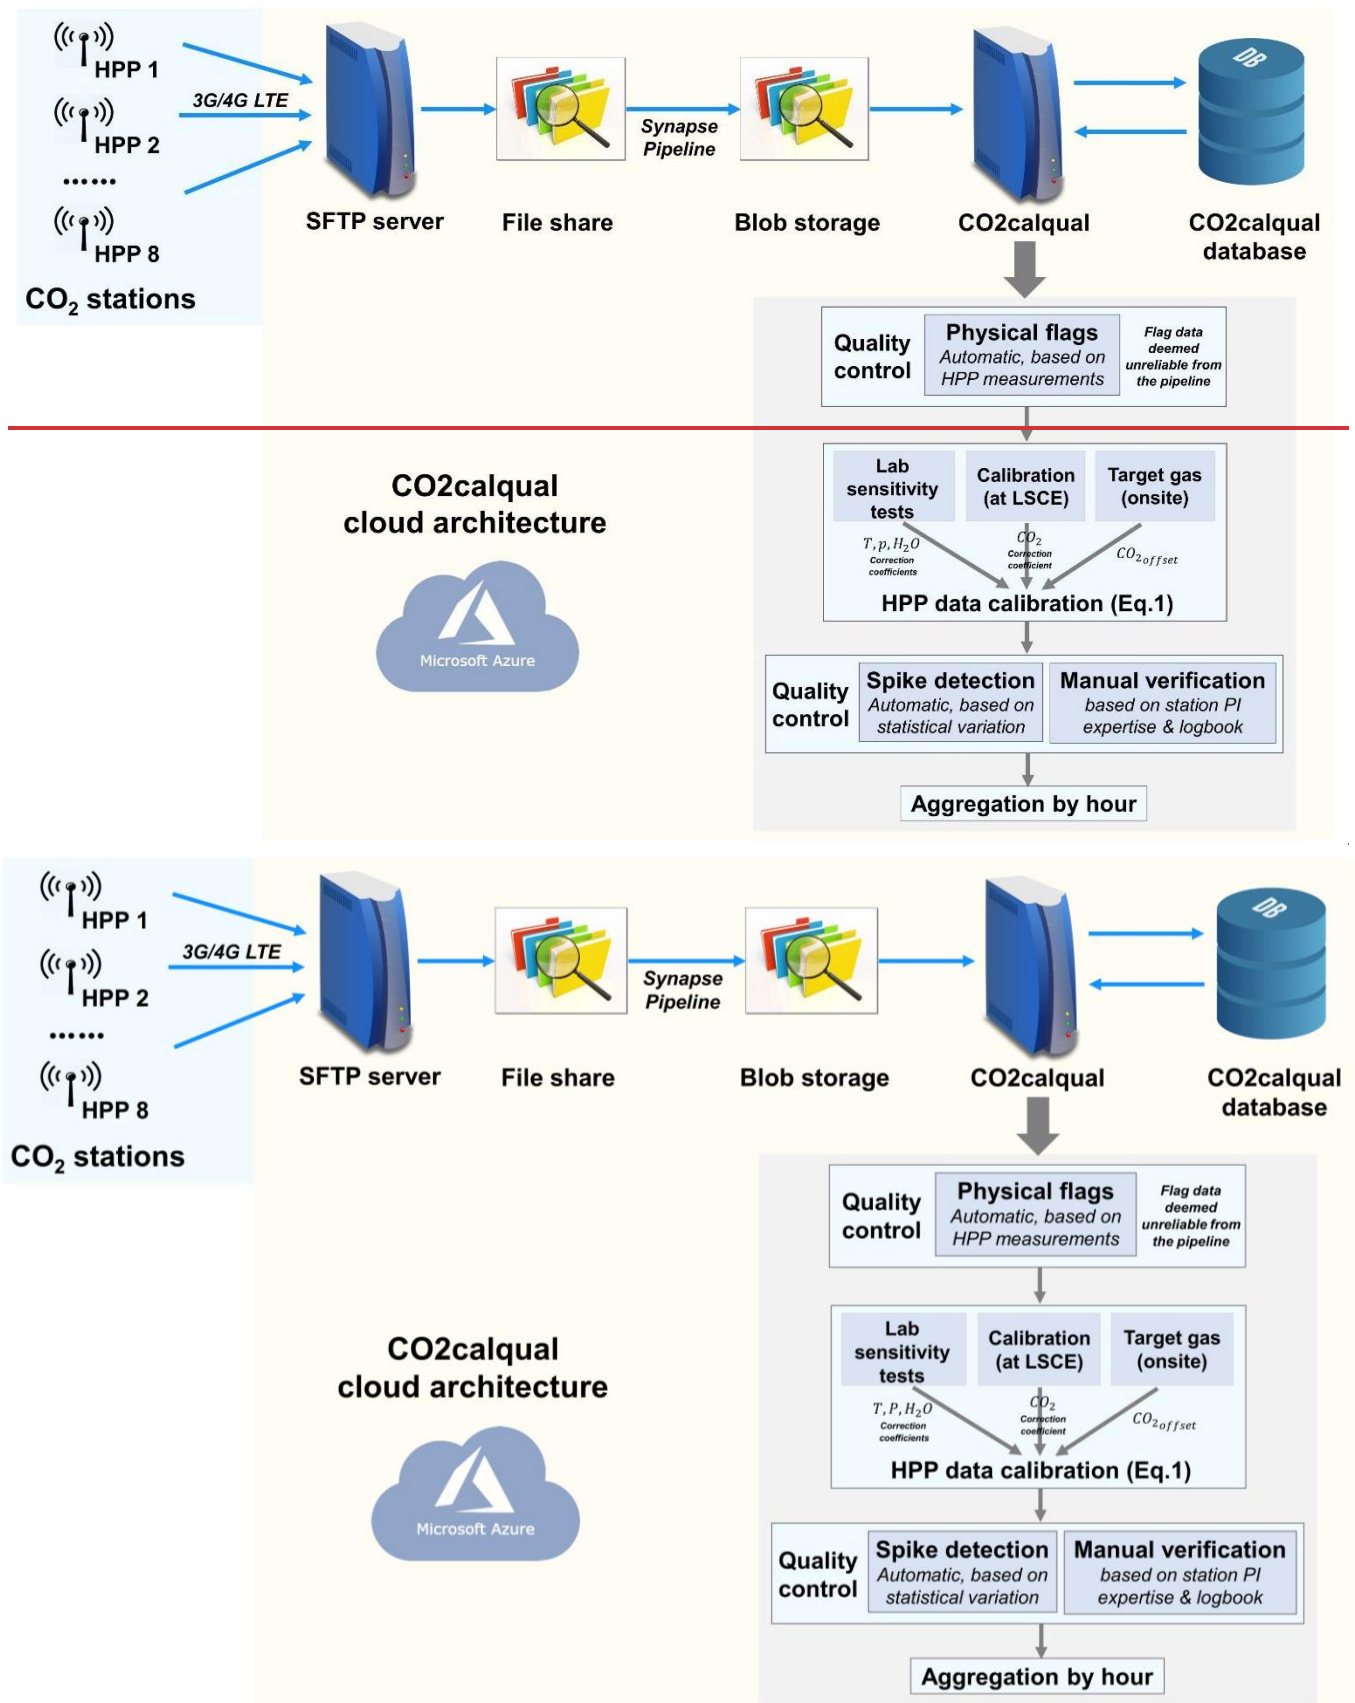 HPP 1
3G/4G LTE
HPP 2
......
HPP 8
CO2 stations
SFTP server
File share
Synapse
Pipeline
Blob storage
CO2calqual
DB
CO2calqual
database
Quality
control
Physical flags
Automatic, based on
HPP measurements
Flag data
deemed
unreliable from
the pipeline
CO2calqual
cloud architecture
Microsoft Azure
Lab
sensitivity
tests
Calibration
(at LSCE)
Target gas
(onsite)
T, p, H2O
Correction
coefficients
CO2
Correction
coefficient
CO2offset
HPP data calibration (Eq.1)
Quality
control
Spike detection
Automatic, based on
statistical variation
Manual verification
based on station PI
expertise & logbook
Aggregation by hour
HPP 1
3G/4G LTE
HPP 2
......
HPP 8
CO2 stations
SFTP server
File share
Synapse
Pipeline
Blob storage
CO2calqual
DB
CO2calqual
database
Quality
control
Physical flags
Automatic, based on
HPP measurements
Flag data
deemed
unreliable from
the pipeline
CO2calqual
cloud architecture
Microsoft Azure
Lab
sensitivity
tests
Calibration
(at LSCE)
Target gas
(onsite)
T, P, H2O
Correction
coefficients
CO2
Correction
coefficient
CO2offset
HPP data calibration (Eq.1)
Quality
control
Spike detection
Automatic, based on
statistical variation
Manual verification
based on station PI
expertise & logbook
Aggregation by hour